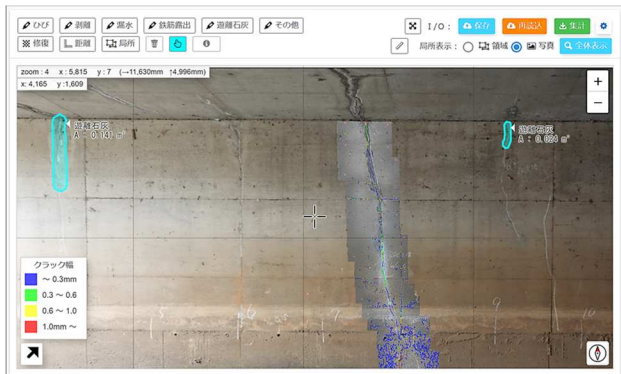 ひび 剥離 漏水 鉄筋露出 遊離石灰 その他
I/O： 保存 再読込 集計
修復 距離 局所
局所表示： 領域 写真 全体表示
zoom : 4 x : 5,815 y : 7 (→11,630mm ↑4,996mm)
x: 4,165 y:1,609
+
−
遊離石灰
A : 0.141 m²
遊離石灰
A : 0.024 m²
クラック幅
～ 0.3mm
0.3 ～ 0.6
0.6 ～ 1.0
1.0mm ～
6
7
9
10